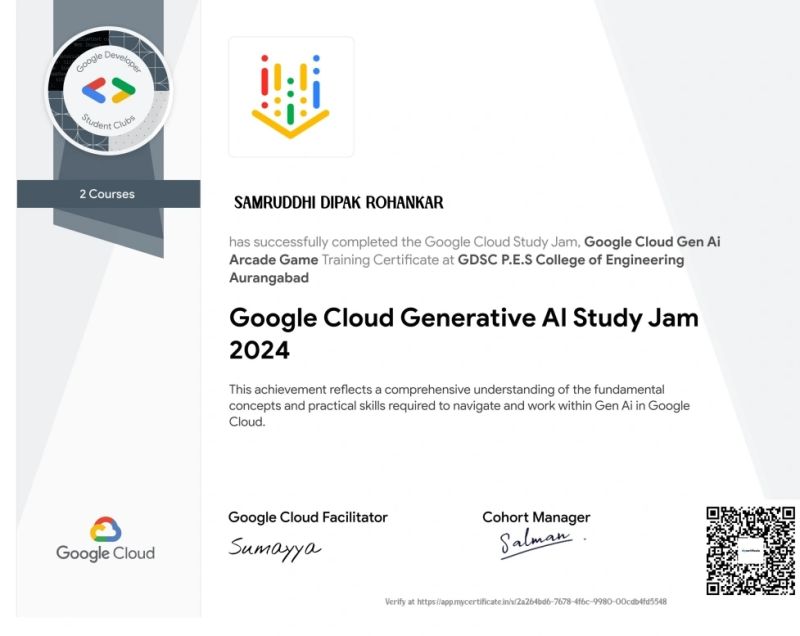 Google Developer
Student Clubs
2 Courses
SAMRUDDHI DIPAK ROHANKAR
has successfully completed the Google Cloud Study Jam, Google Cloud Gen Ai
Arcade Game Training Certificate at GDSC P.E.S College of Engineering
Aurangabad
Google Cloud Generative AI Study Jam
2024
This achievement reflects a comprehensive understanding of the fundamental
concepts and practical skills required to navigate and work within Gen Ai in Google
Cloud.
Google Cloud Facilitator
Sumayya
Cohort Manager
Salman
Google Cloud
Verify at https://app.mycertificate.in/v/2a264bd6-7678-4f6c-9980-00cdb4fd5548